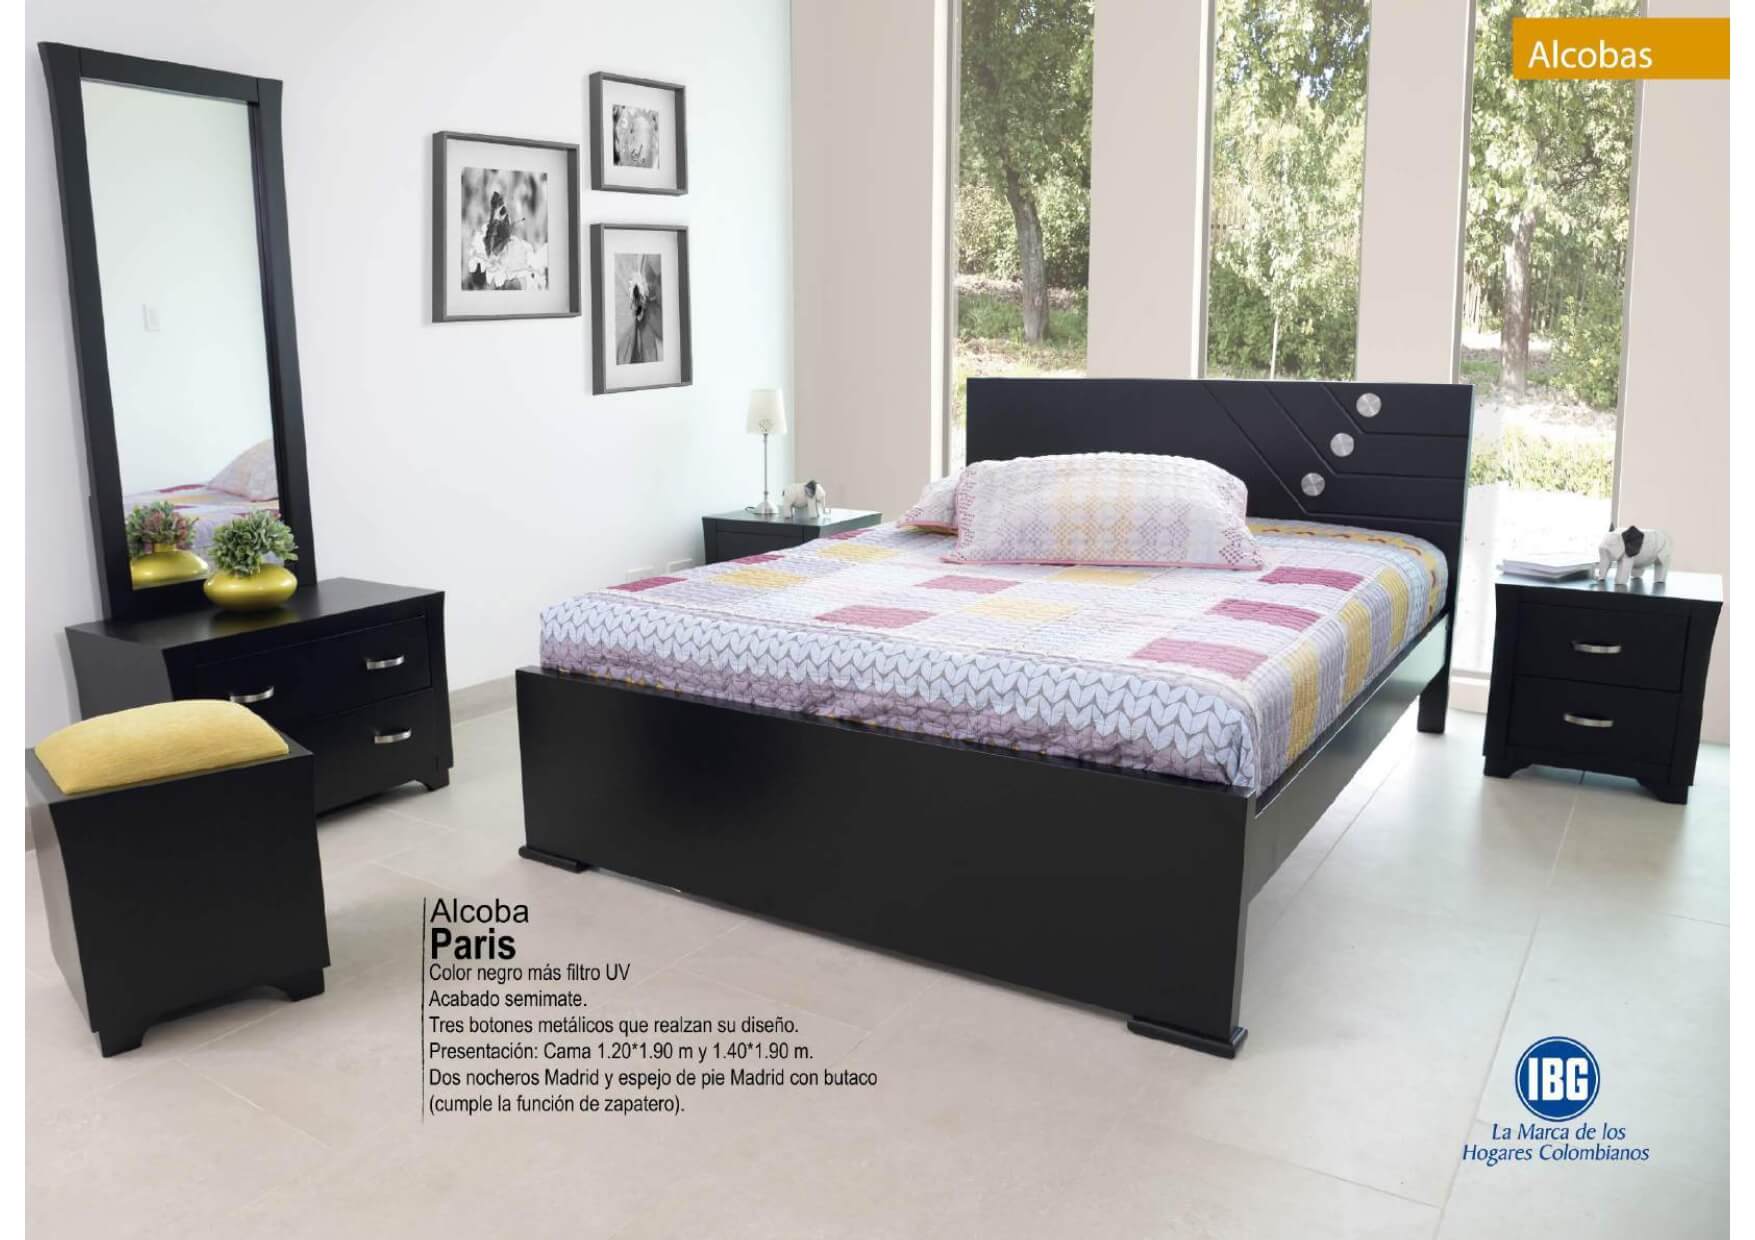 Alcobas
Alcoba
Paris
Color negro más filtro UV
Acabado semimate.
Tres botones metálicos que realzan su diseño.
Presentación: Cama 1.20*1.90 m y 1.40*1.90 m.
Dos nocheros Madrid y espejo de pie Madrid con butaco
(cumple la función de zapatero).
IBG
La Marca de los
Hogares Colombianos